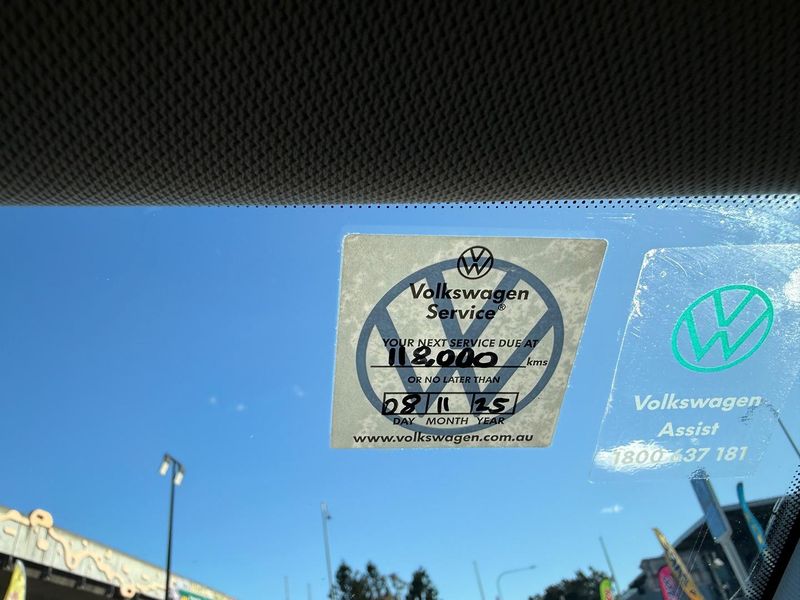 Volkswagen
Service®
YOUR NEXT SERVICE DUE AT
118,000 kms
OR NO LATER THAN
08 11 25
DAY MONTH YEAR
www.volkswagen.com.au
Volkswagen
Assist
1800 637 181